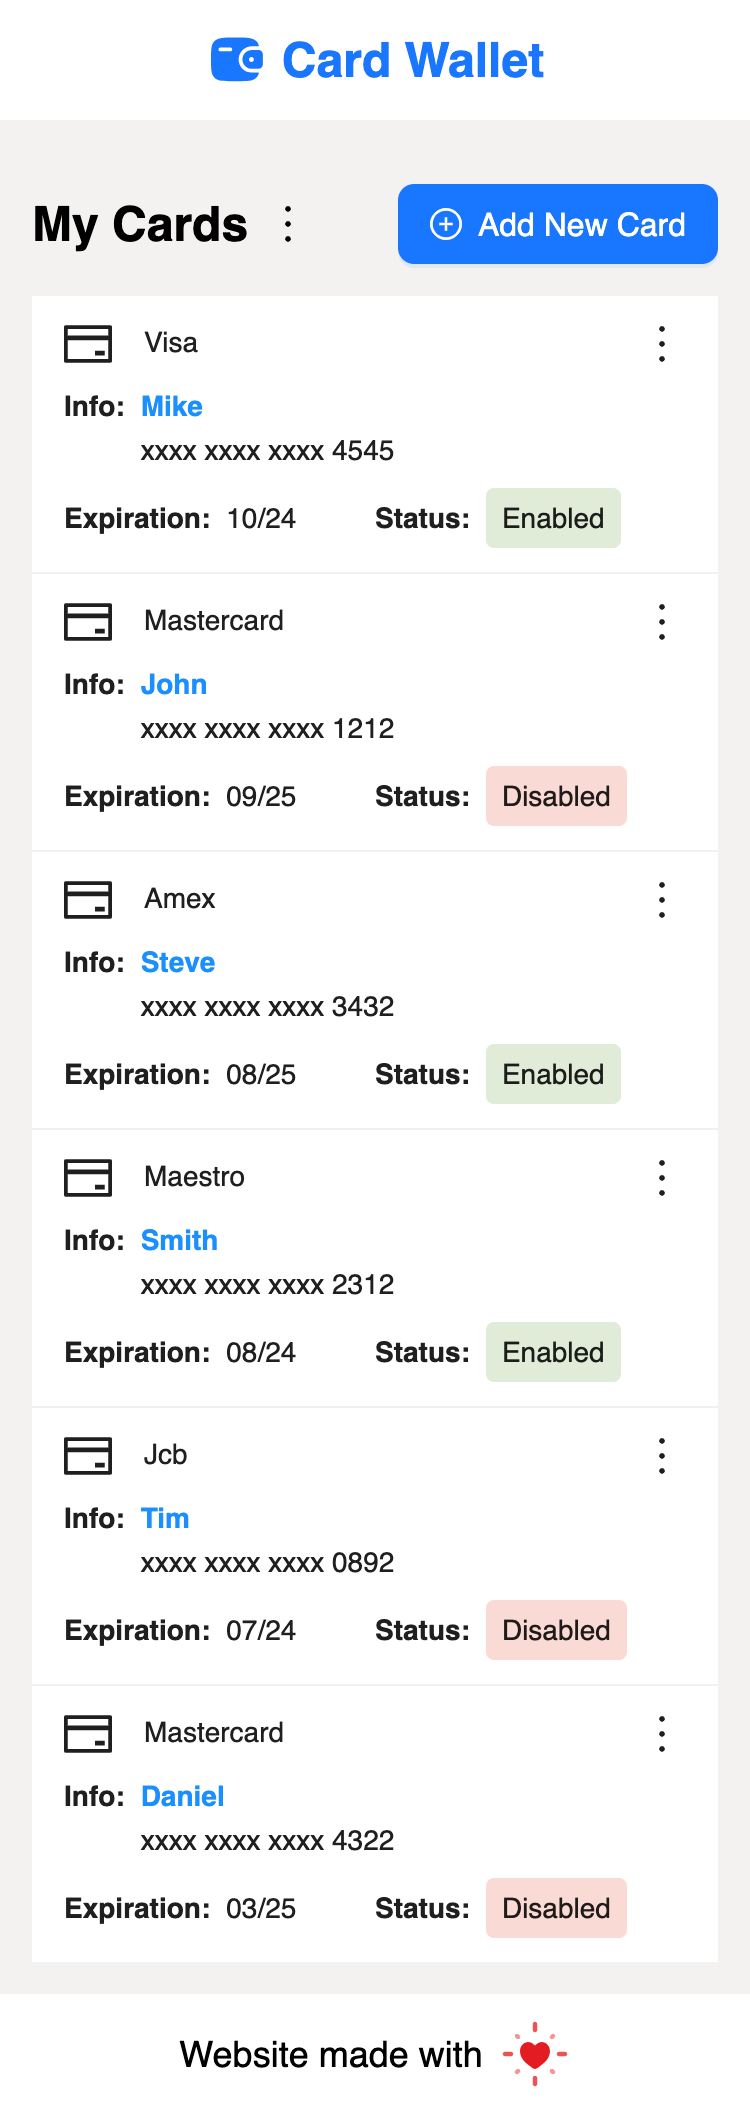 Card Wallet
My Cards
Add New Card
Visa
Info: Mike
xxxx xxxx xxxx 4545
Expiration: 10/24 Status: Enabled
Mastercard
Info: John
xxxx xxxx xxxx 1212
Expiration: 09/25 Status: Disabled
Amex
Info: Steve
xxxx xxxx xxxx 3432
Expiration: 08/25 Status: Enabled
Maestro
Info: Smith
xxxx xxxx xxxx 2312
Expiration: 08/24 Status: Enabled
Jcb
Info: Tim
xxxx xxxx xxxx 0892
Expiration: 07/24 Status: Disabled
Mastercard
Info: Daniel
xxxx xxxx xxxx 4322
Expiration: 03/25 Status: Disabled
Website made with